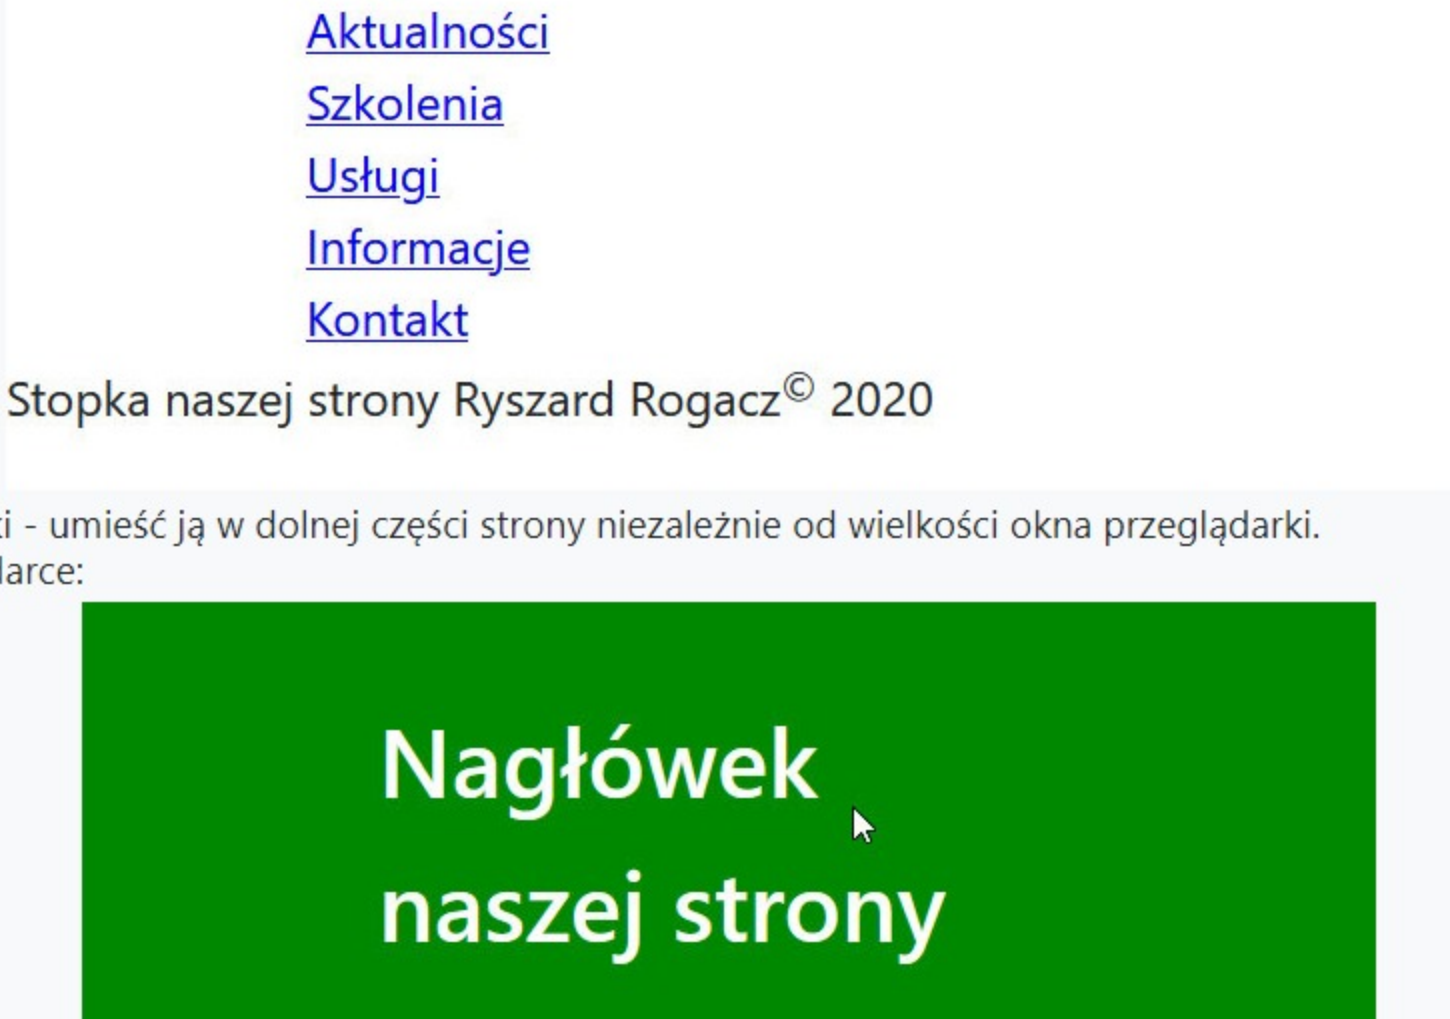 Aktualności
Szkolenia
Usługi
Informacje
Kontakt
Stopka naszej strony Ryszard Rogacz© 2020
- umieść ją w dolnej części strony niezależnie od wielkości okna przeglądarki.
Nagłówek
naszej strony